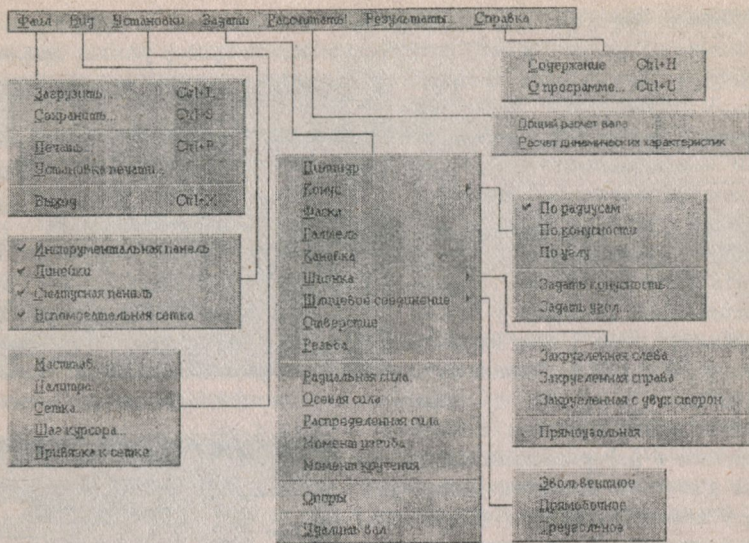 Файл Вид Установки Задать Рассчитать! Результаты... Справка
Содержание Ctrl+H
О программе... Ctrl+U
Общий расчет вала
Расчет динамических характеристик
Загрузить... Ctrl+L
Сохранить... Ctrl+S
Печать... Ctrl+P
Установка печати...
Выход Ctrl+X
Инструментальная панель
Линейки
Статусная панель
Вспомогательная сетка
Масштаб...
Палитра...
Сетка...
Шаг курсора...
Привязка к сетке
Цилиндр
Конус
Фаска
Галтель
Канавка
Шпонка
Шлицевое соединение
Отверстие
Резьба
Радиальная сила
Осевая сила
Распределенная сила
Момент изгиба
Момент кручения
Опоры
Удалить вал
По радиусам
По конусности
По углу
Задать конусность...
Задать угол...
Закругленная слева
Закругленная справа
Закругленная с двух сторон
Прямоугольная
Эвольвентное
Прямобочное
Треугольное